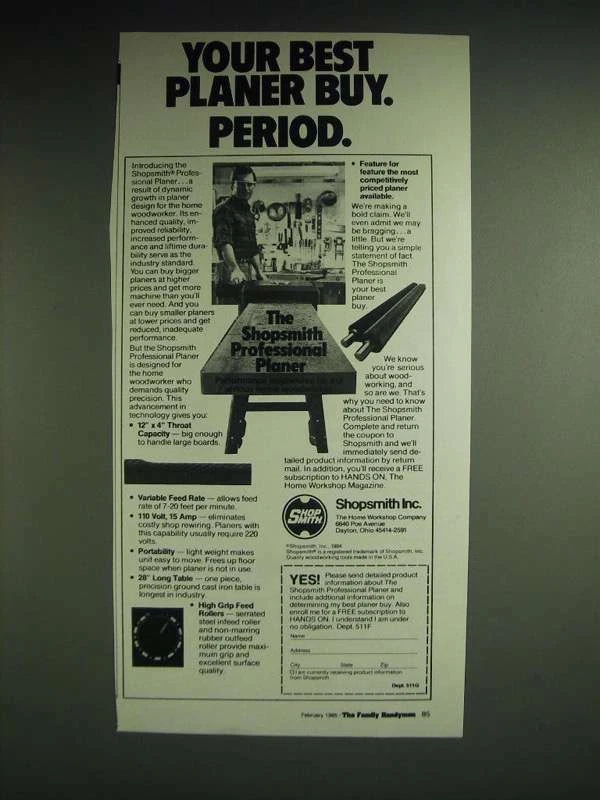 YOUR BEST
PLANER BUY.
PERIOD.
Introducing the
Shopsmith® Profes-
sional Planer...a
result of dynamic
growth in planer
design for the home
woodworker. Its en-
hanced quality, im-
proved reliability,
increased perform-
ance and lifetime dura-
bility serve as the
industry standard.
You can buy bigger
planers at higher
prices and get more
machine than you'll
ever need. And you
can buy smaller planers
at lower prices and get
reduced, inadequate
performance.
But the Shopsmith
Professional Planer
is designed for
the home
woodworker who
demands quality
precision. This
advancement in
technology gives you:
• 12" x 4" Throat
Capacity — big enough
to handle large boards.
• Variable Feed Rate — allows feed
rate of 7-20 feet per minute.
• 110 Volt, 15 Amp — eliminates
costly shop rewiring. Planers with
this capability usually require 220
volts.
• Portability — light weight makes
unit easy to move. Frees up floor
space when planer is not in use.
• 28" Long Table — one piece,
precision ground cast iron table is
longest in industry.
• High Grip Feed
Rollers — serrated
steel infeed roller
and non-marring
rubber outfeed
roller provide maxi-
mum grip and
excellent surface
quality.
The
Shopsmith
Professional
Planer
• Feature for
feature the most
competitively
priced planer
available.
We're making a
bold claim. We'll
even admit we may
be bragging...a
little. But we're
telling you a simple
statement of fact.
The Shopsmith
Professional
Planer is
your best
planer
buy.
We know
you're serious
about wood-
working, and
so are we. That's
why you need to know
about The Shopsmith
Professional Planer.
Complete and return
the coupon to
Shopsmith and we'll
immediately send de-
tailed product information by return
mail. In addition, you'll receive a FREE
subscription to HANDS ON, The
Home Workshop Magazine.
SHOP
SMITH
Shopsmith Inc.
The Home Workshop Company
6640 Poe Avenue
Dayton, Ohio 45414-2591
©Shopsmith, Inc., 1984
Shopsmith® is a registered trademark of Shopsmith, Inc.
Quality woodworking tools made in the U.S.A.
YES! Please send detailed product
information about The
Shopsmith Professional Planer and
include additional information on
determining my best planer buy. Also
enroll me for a FREE subscription to
HANDS ON. I understand I am under
no obligation. Dept. 511F
Name
Address
City State Zip
I am currently receiving product information
from Shopsmith.
Dept. 511G
February 1985 / The Family Handyman 85